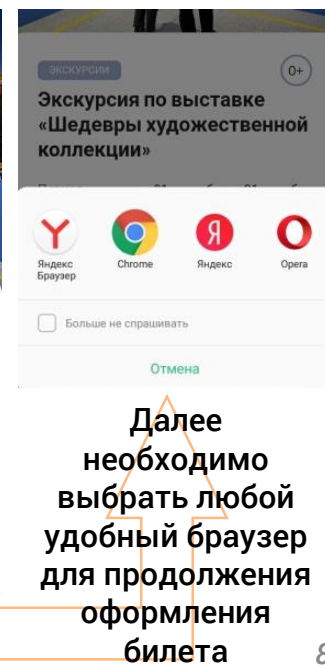 ЭКСКУРСИИ
0+
Экскурсия по выставке
«Шедевры художественной
коллекции»
Яндекс
Браузер
Chrome
Яндекс
Opera
Больше не спрашивать
Отмена
Далее
необходимо
выбрать любой
удобный браузер
для продолжения
оформления
билета